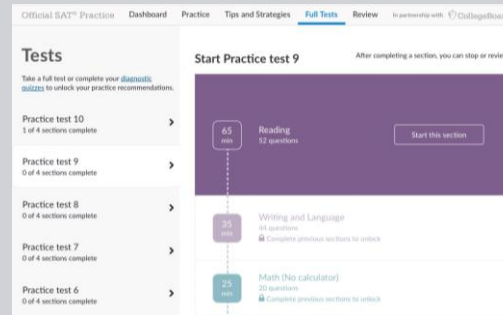 Official SAT® Practice
Dashboard
Practice
Tips and Strategies
Full Tests
Review
In partnership with CollegeBoa
Tests
Take a full test or complete your diagnostic
quizzes to unlock your practice recommendations.
Practice test 10
1 of 4 sections complete
Practice test 9
0 of 4 sections complete
Practice test 8
0 of 4 sections complete
Practice test 7
0 of 4 sections complete
Practice test 6
0 of 4 sections complete
Start Practice test 9
After completing a section, you can stop or revie
65
min
Reading
52 questions
Start this section
35
min
Writing and Language
44 questions
Complete previous sections to unlock
25
min
Math (No calculator)
20 questions
Complete previous sections to unlock